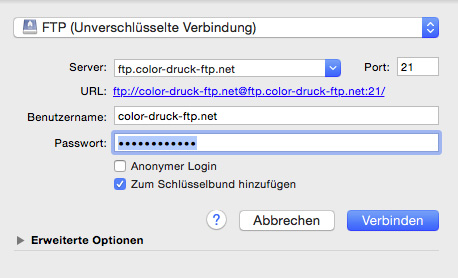 FTP (Unverschlüsselte Verbindung)
Server: ftp.color-druck-ftp.net Port: 21
URL: ftp://color-druck-ftp.net@ftp.color-druck-ftp.net:21/
Benutzername: color-druck-ftp.net
Passwort: ••••••••••••
Anonymer Login
Zum Schlüsselbund hinzufügen
? Abbrechen Verbinden
Erweiterte Optionen